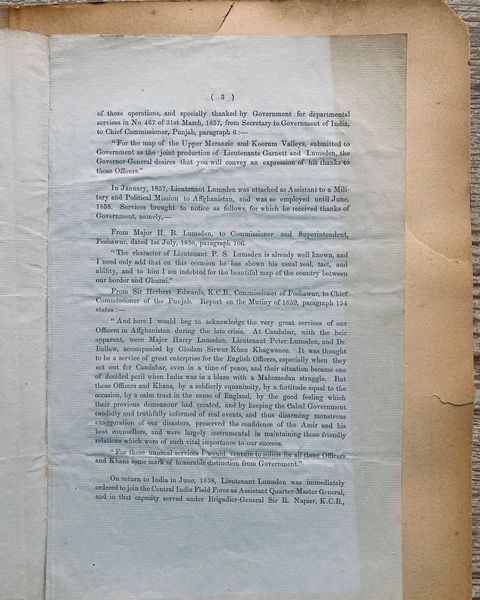 ( 3 )
of those operations, and specially thanked by Government for departmental
services in No. 467 of 31st March, 1857, from Secretary to Government of India,
to Chief Commissioner, Punjab, paragraph 6 :—
"For the map of the Upper Meranzie and Koorum Valleys, submitted to
Government as the joint production of Lieutenants Garnett and Lumsden, the
Governor-General desires that you will convey an expression of his thanks to
those Officers."
In January, 1857, Lieutenant Lumsden was attached as Assistant to a Mili-
tary and Political Mission to Affghanistan, and was so employed until June,
1858. Services brought to notice as follows, for which he received thanks of
Government, namely,—
From Major H. B. Lumsden, to Commissioner and Superintendent,
Peshawur, dated 1st July, 1858, paragraph 106.
"The character of Lieutenant P. S. Lumsden is already well known, and
I need only add that on this occasion he has shown his usual zeal, tact, and
ability, and to him I am indebted for the beautiful map of the country between
our border and Ghuzni."
From Sir Herbert Edwards, K.C.B., Commissioner of Peshawur, to Chief
Commissioner of the Punjab. Report on the Mutiny of 1859, paragraph 154
states :—
"And here I would beg to acknowledge the very great services of our
Officers in Affghanistan during the late crisis. At Candahar, with the heir
apparent, were Major Harry Lumsden, Lieutenant Peter Lumsden, and Dr.
Bellew, accompanied by Gholam Sirwur Khan Khagwanee. It was thought
to be a service of great enterprise for the English Officers, especially when they
set out for Candahar, even in a time of peace, and their situation became one
of decided peril when India was in a blaze with a Mahomedan struggle. But
these Officers and Khans, by a soldierly equanimity, by a fortitude equal to the
occasion, by a calm trust in the cause of England, by the good feeling which
their previous demeanour had created, and by keeping the Cabul Government
candidly and truthfully informed of real events, and thus disarming monstrous
exaggeration of our disasters, preserved the confidence of the Amir and his
best counsellors, and were largely instrumental in maintaining those friendly
relations which were of such vital importance to our success.
"For these unusual services I would venture to solicit for all these Officers
and Khans some mark of honorable distinction from Government."
On return to India in June, 1858, Lieutenant Lumsden was immediately
ordered to join the Central India Field Force as Assistant Quarter-Master General,
and in that capacity served under Brigadier-General Sir R. Napier, K.C.B.,